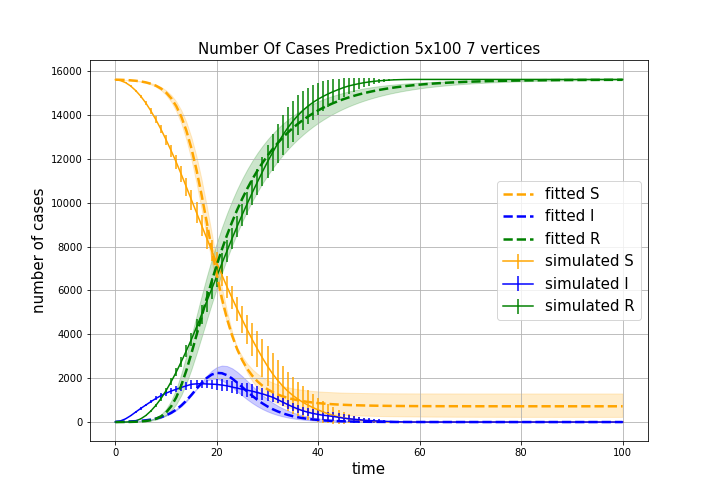 Number Of Cases Prediction 5x100 7 vertices
number of cases
16000
14000
12000
10000
8000
6000
4000
2000
0
0 20 40 60 80 100
time
fitted S
fitted I
fitted R
simulated S
simulated I
simulated R